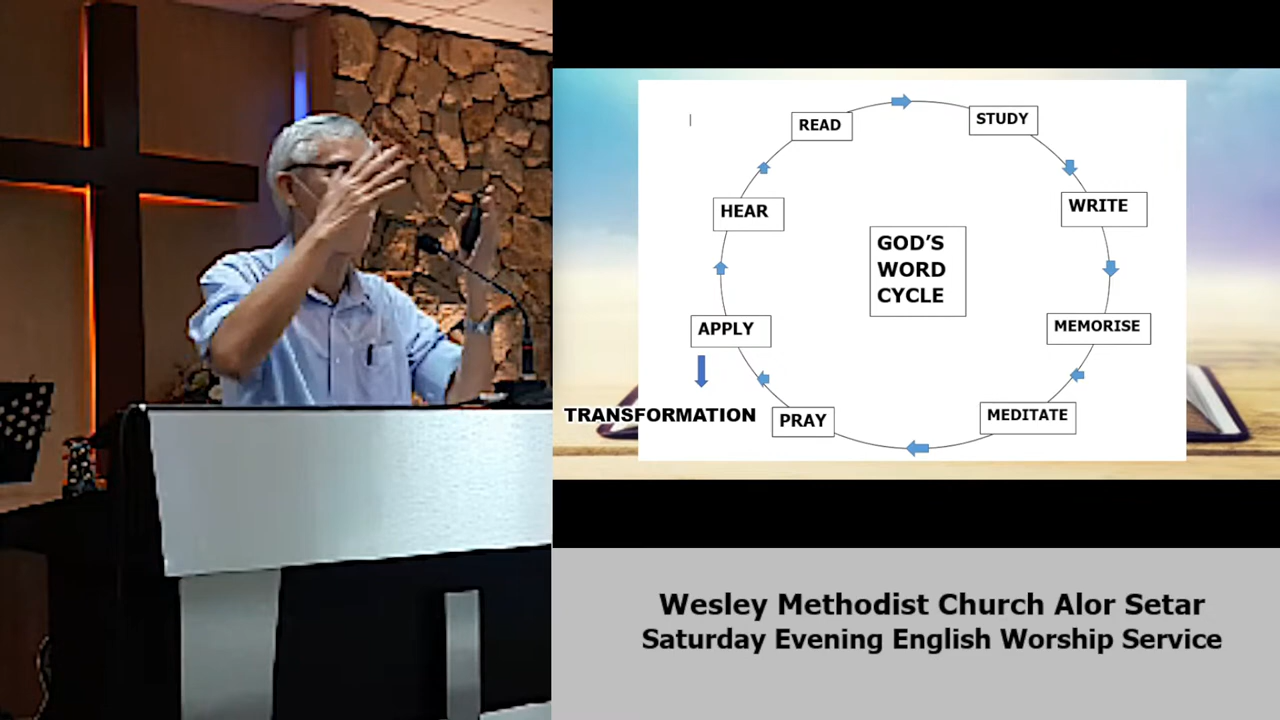 READ
STUDY
HEAR
WRITE
GOD'S
WORD
CYCLE
APPLY
MEMORISE
TRANSFORMATION
PRAY
MEDITATE
Wesley Methodist Church Alor Setar
Saturday Evening English Worship Service